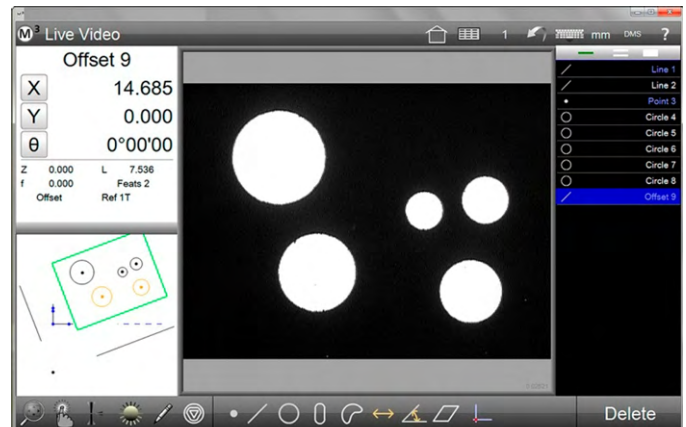 M³ Live Video
1 mm DMS ?
Offset 9
X 14.685
Y 0.000
θ 0°00'00
Z 0.000 L 7.536
f 0.000 Feats 2
Offset Ref 1T
Line 1
Line 2
Point 3
Circle 4
Circle 5
Circle 6
Circle 7
Circle 8
Offset 9
Delete